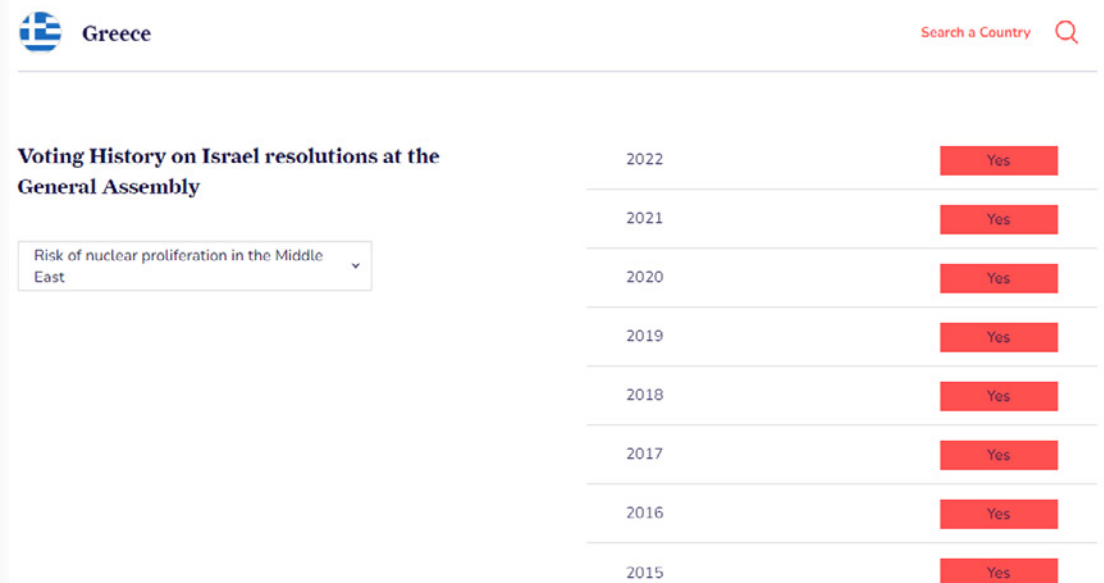 Greece
Search a Country
Voting History on Israel resolutions at the
General Assembly
Risk of nuclear proliferation in the Middle
East
2022 Yes
2021 Yes
2020 Yes
2019 Yes
2018 Yes
2017 Yes
2016 Yes
2015 Yes